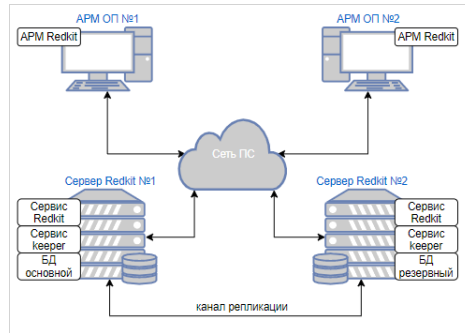 АРМ ОП №1
АРМ ОП №2
АРМ Redkit
АРМ Redkit
Сеть ПС
Сервер Redkit №1
Сервер Redkit №2
Сервис
Redkit
Сервис
keeper
БД
основной
Сервис
Redkit
Сервис
keeper
БД
резервный
канал репликации